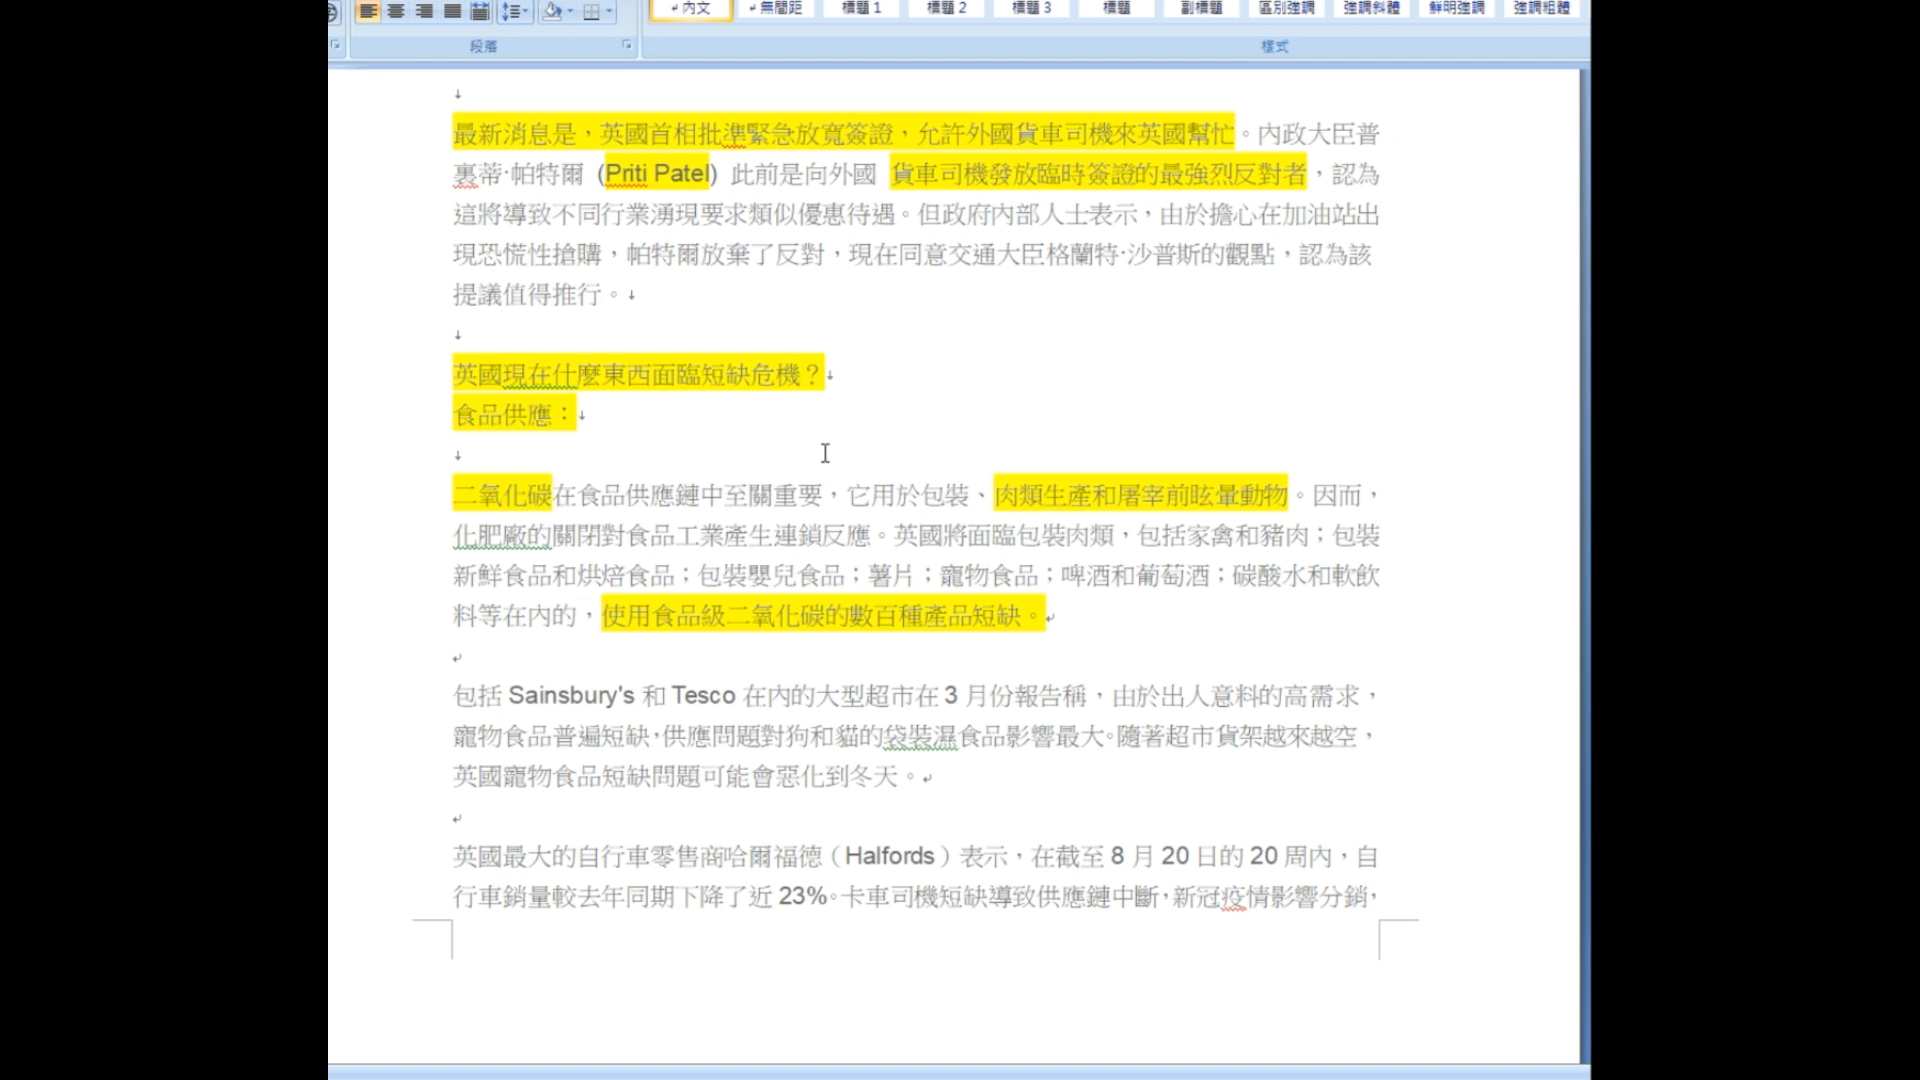 內文 無間距 標題 1 標題 2 標題 3 標題 副標題 區別強調 強調斜體 鮮明強調 強調粗體
段落 樣式
最新消息是，英國首相批準緊急放寬簽證，允許外國貨車司機來英國幫忙。內政大臣普
裏蒂·帕特爾 (Priti Patel) 此前是向外國 貨車司機發放臨時簽證的最強烈反對者，認為
這將導致不同行業湧現要求類似優惠待遇。但政府內部人士表示，由於擔心在加油站出
現恐慌性搶購，帕特爾放棄了反對，現在同意交通大臣格蘭特·沙普斯的觀點，認為該
提議值得推行。
英國現在什麼東西面臨短缺危機？
食品供應：
二氧化碳在食品供應鏈中至關重要，它用於包裝、肉類生產和屠宰前眩暈動物。因而，
化肥廠的關閉對食品工業產生連鎖反應。英國將面臨包裝肉類，包括家禽和豬肉；包裝
新鮮食品和烘焙食品；包裝嬰兒食品；薯片；寵物食品；啤酒和葡萄酒；碳酸水和軟飲
料等在內的，使用食品級二氧化碳的數百種產品短缺。
包括 Sainsbury's 和 Tesco 在內的大型超市在 3 月份報告稱，由於出人意料的高需求，
寵物食品普遍短缺，供應問題對狗和貓的袋裝濕食品影響最大。隨著超市貨架越來越空，
英國寵物食品短缺問題可能會惡化到冬天。
英國最大的自行車零售商哈爾福德（Halfords）表示，在截至 8 月 20 日的 20 周內，自
行車銷量較去年同期下降了近 23%。卡車司機短缺導致供應鏈中斷，新冠疫情影響分銷，